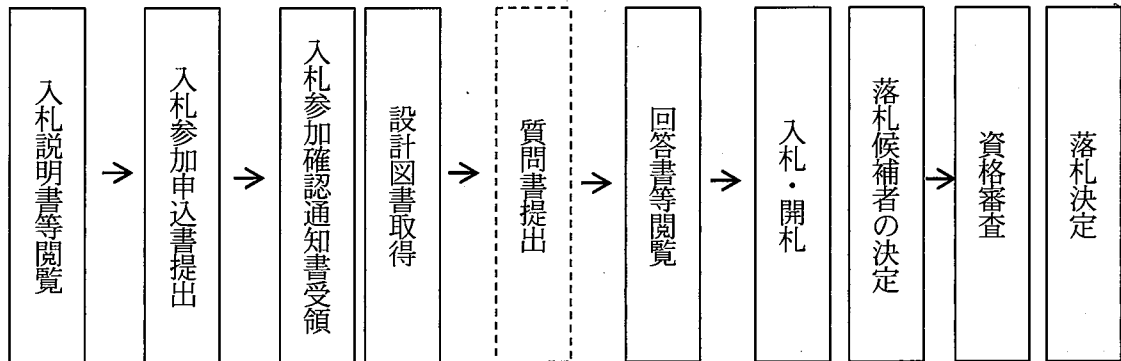 入札説明書等閲覧
入札参加申込書提出
入札参加確認通知書受領
設計図書取得
質問書提出
回答書等閲覧
入札・開札
落札候補者の決定
資格審査
落札決定